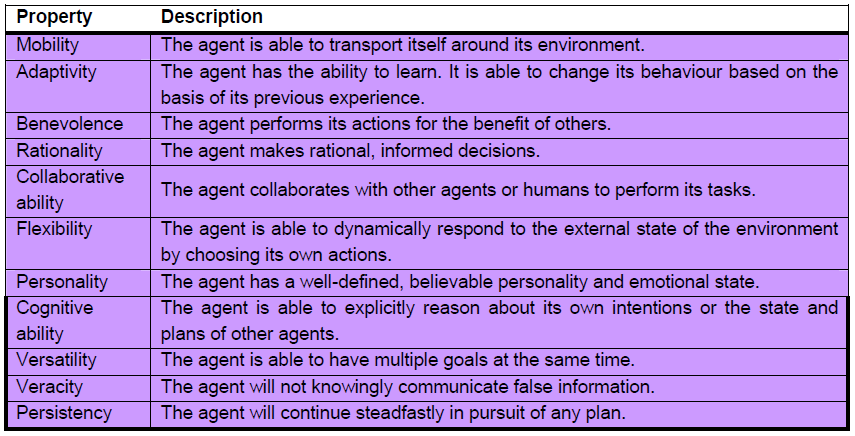 Property Description
Mobility The agent is able to transport itself around its environment.
Adaptivity The agent has the ability to learn. It is able to change its behaviour based on the
basis of its previous experience.
Benevolence The agent performs its actions for the benefit of others.
Rationality The agent makes rational, informed decisions.
Collaborative
ability The agent collaborates with other agents or humans to perform its tasks.
Flexibility The agent is able to dynamically respond to the external state of the environment
by choosing its own actions.
Personality The agent has a well-defined, believable personality and emotional state.
Cognitive The agent is able to explicitly reason about its own intentions or the state and
ability plans of other agents.
Versatility The agent is able to have multiple goals at the same time.
Veracity The agent will not knowingly communicate false information.
Persistency The agent will continue steadfastly in pursuit of any plan.